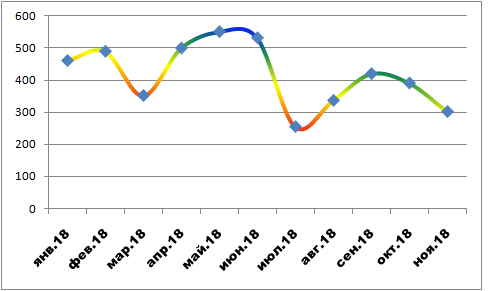 600
500
400
300
200
100
0
янв.18
фев.18
мар.18
апр.18
май.18
июн.18
июл.18
авг.18
сен.18
окт.18
ноя.18